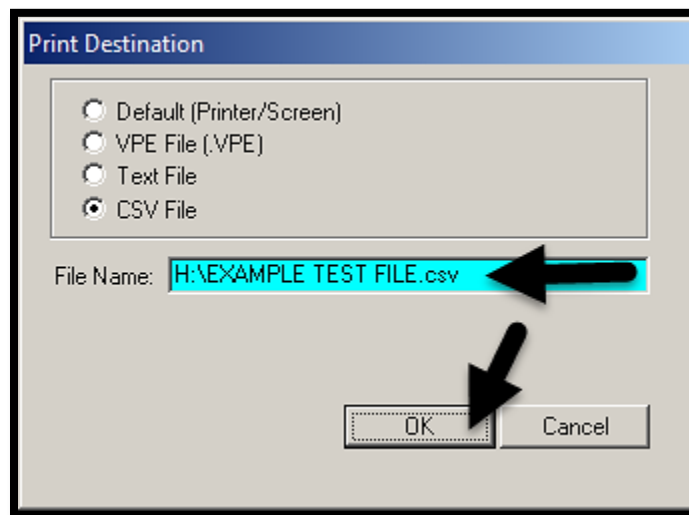 Print Destination
Default (Printer/Screen)
VPE File (.VPE)
Text File
CSV File
File Name: H:\EXAMPLE TEST FILE.csv
OK Cancel